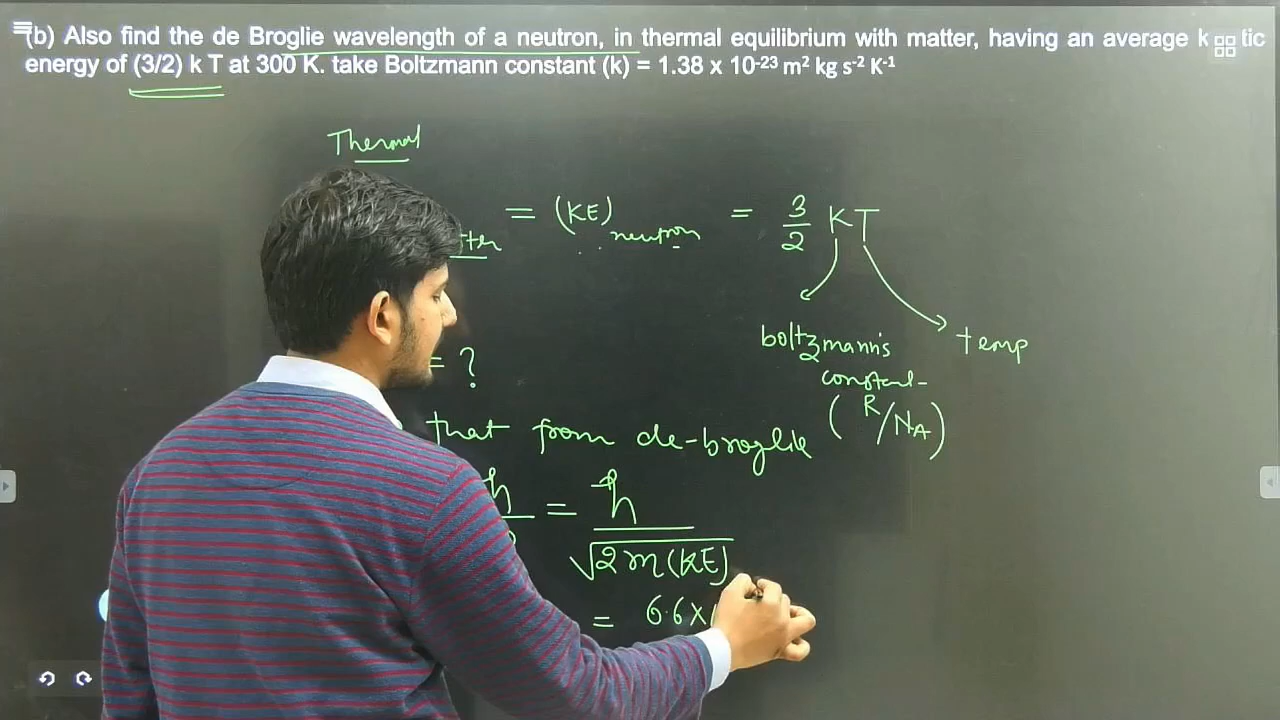 (b) Also find the de Broglie wavelength of a neutron, in thermal equilibrium with matter, having an average k tic
energy of (3/2) k T at 300 K. take Boltzmann constant (k) = 1.38 x 10⁻²³ m² kg s⁻² K⁻¹
Thermal
= (KE) neutron = 3/2 KT
boltzmann's
constant
(R/NA)
temp
= ?
that from de-broglie
h = h
√2m(KE)
= 6.6 x